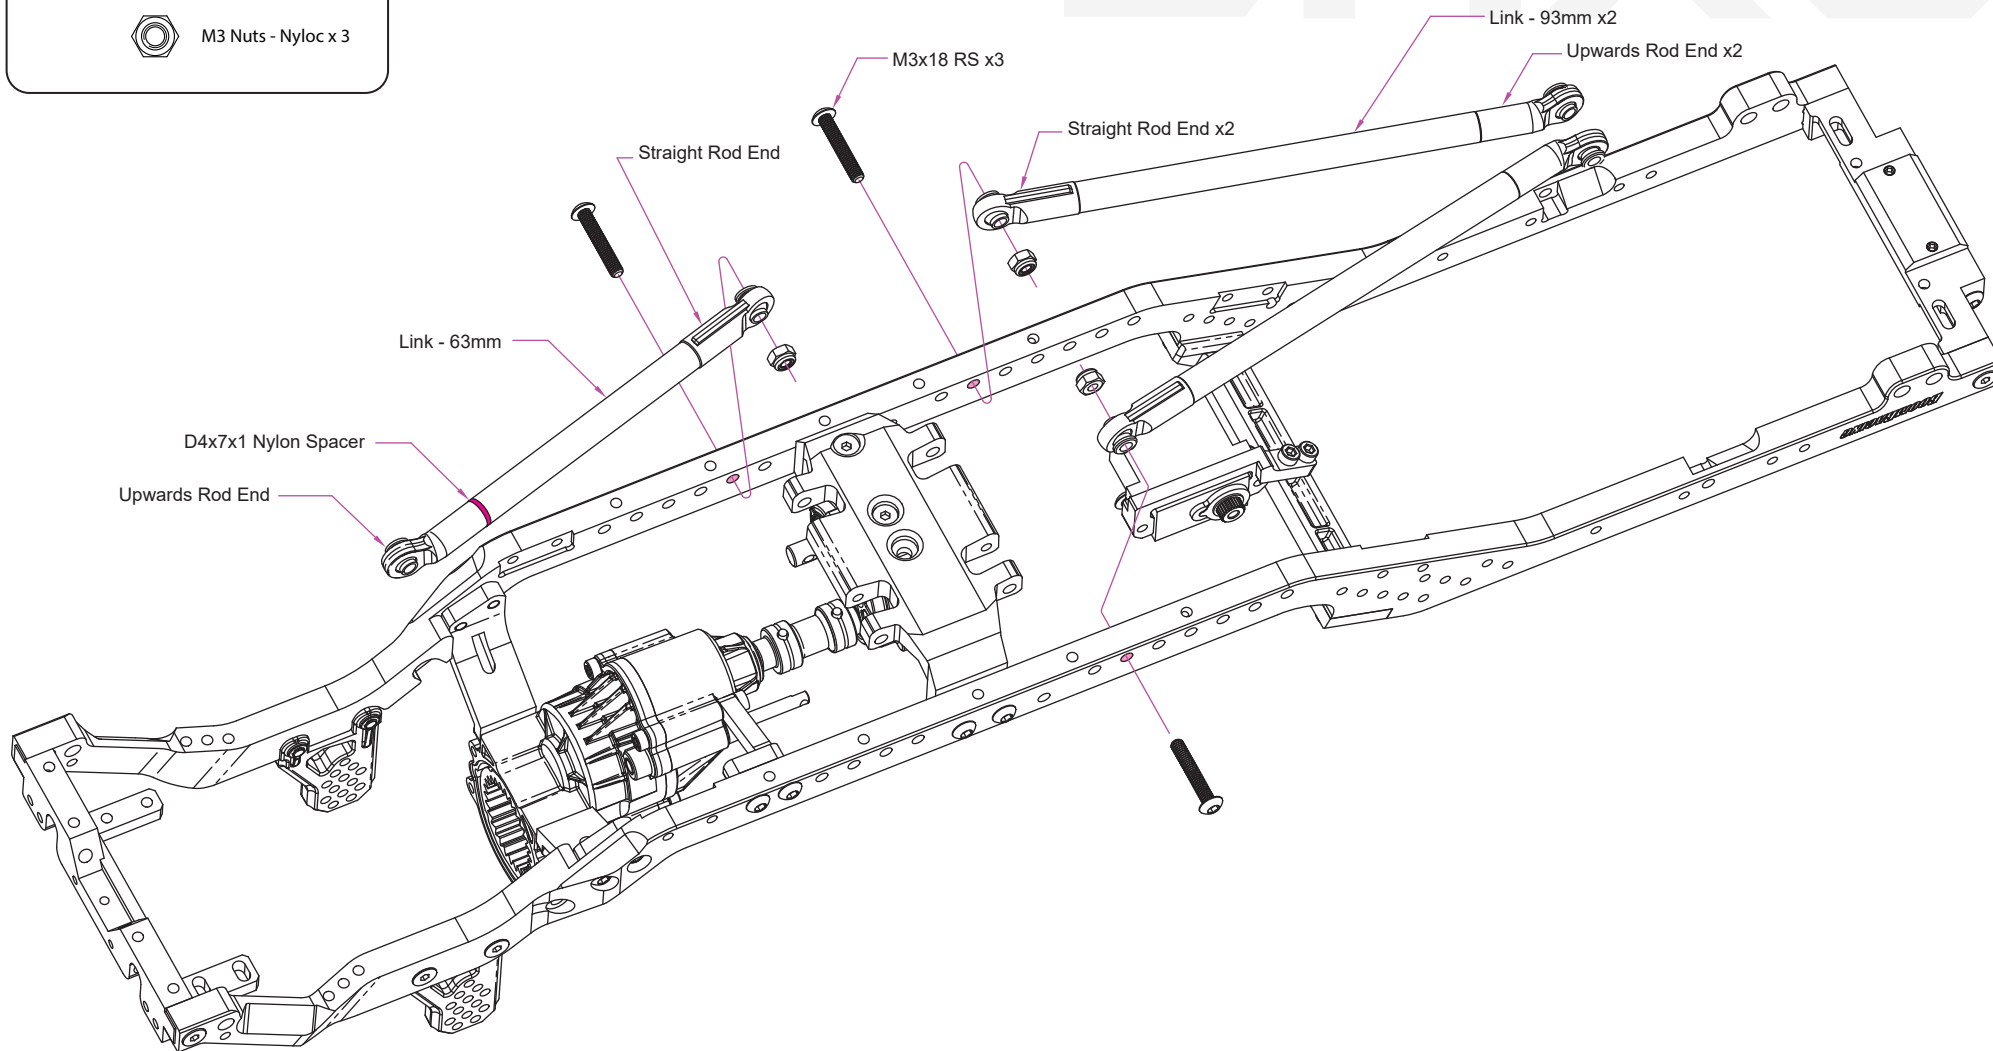 M3 Nuts - Nyloc x 3
Link - 93mm x2
Upwards Rod End x2
M3x18 RS x3
Straight Rod End x2
Straight Rod End
Link - 63mm
D4x7x1 Nylon Spacer
Upwards Rod End